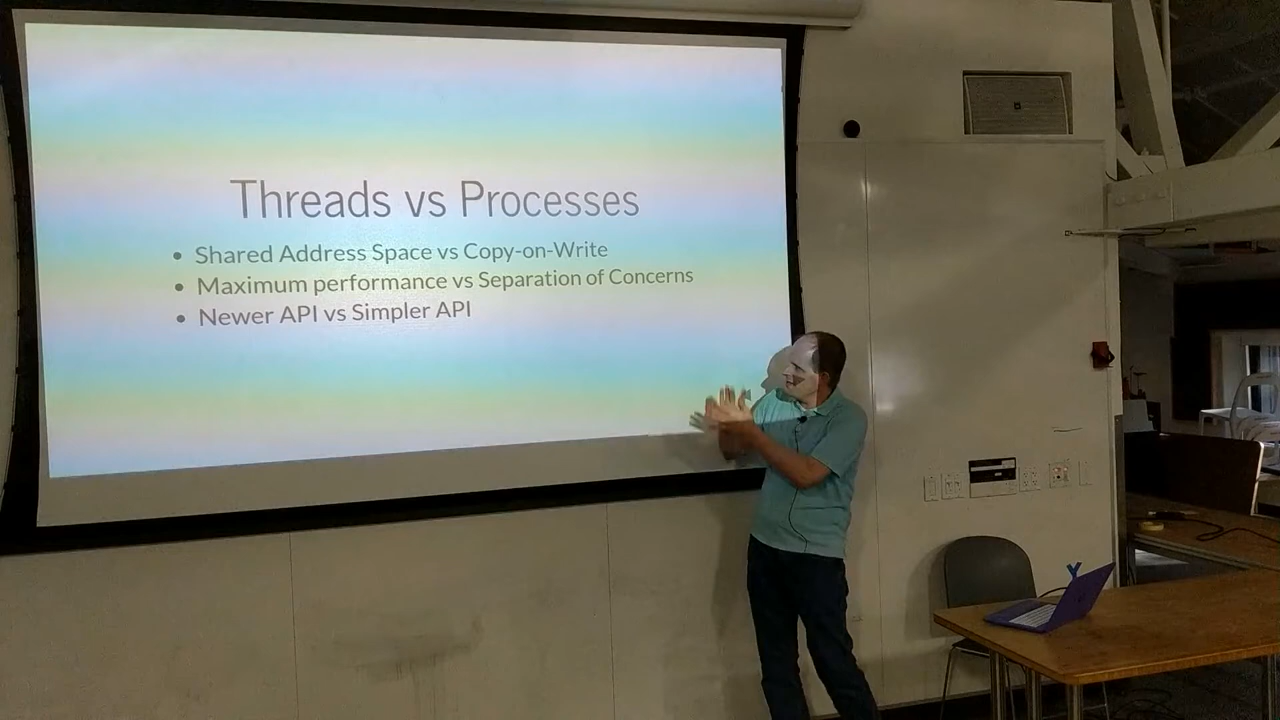 Threads vs Processes
• Shared Address Space vs Copy-on-Write
• Maximum performance vs Separation of Concerns
• Newer API vs Simpler API